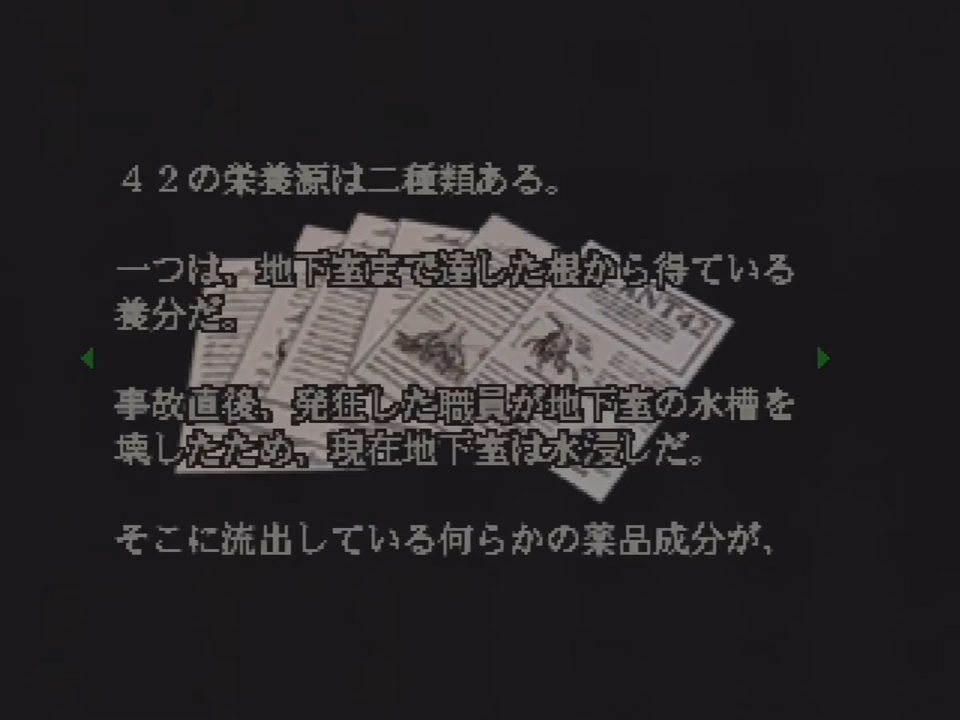 ４２の栄養源は二種類ある。
一つは、地下室まで達した根から得ている
養分だ。
事故直後、発狂した職員が地下室の水槽を
壊したため、現在地下室は水浸しだ。
そこに流出している何らかの薬品成分が、
ANT42